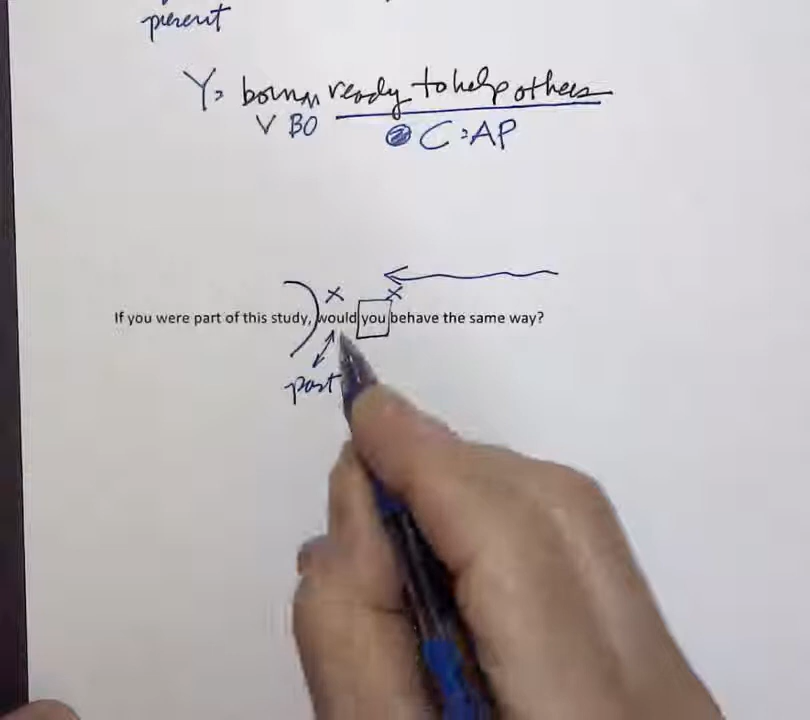 present
Y> born ready to help others
V BO C:AP
x x
If you were part of this study, would you behave the same way?
past